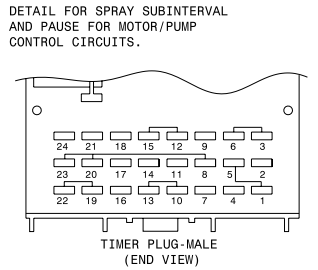 DETAIL FOR SPRAY SUBINTERVAL
AND PAUSE FOR MOTOR/PUMP
CONTROL CIRCUITS.
24 21 18 15 12 9 6 3
23 20 17 14 11 8 5 2
22 19 16 13 10 7 4 1
TIMER PLUG-MALE
(END VIEW)